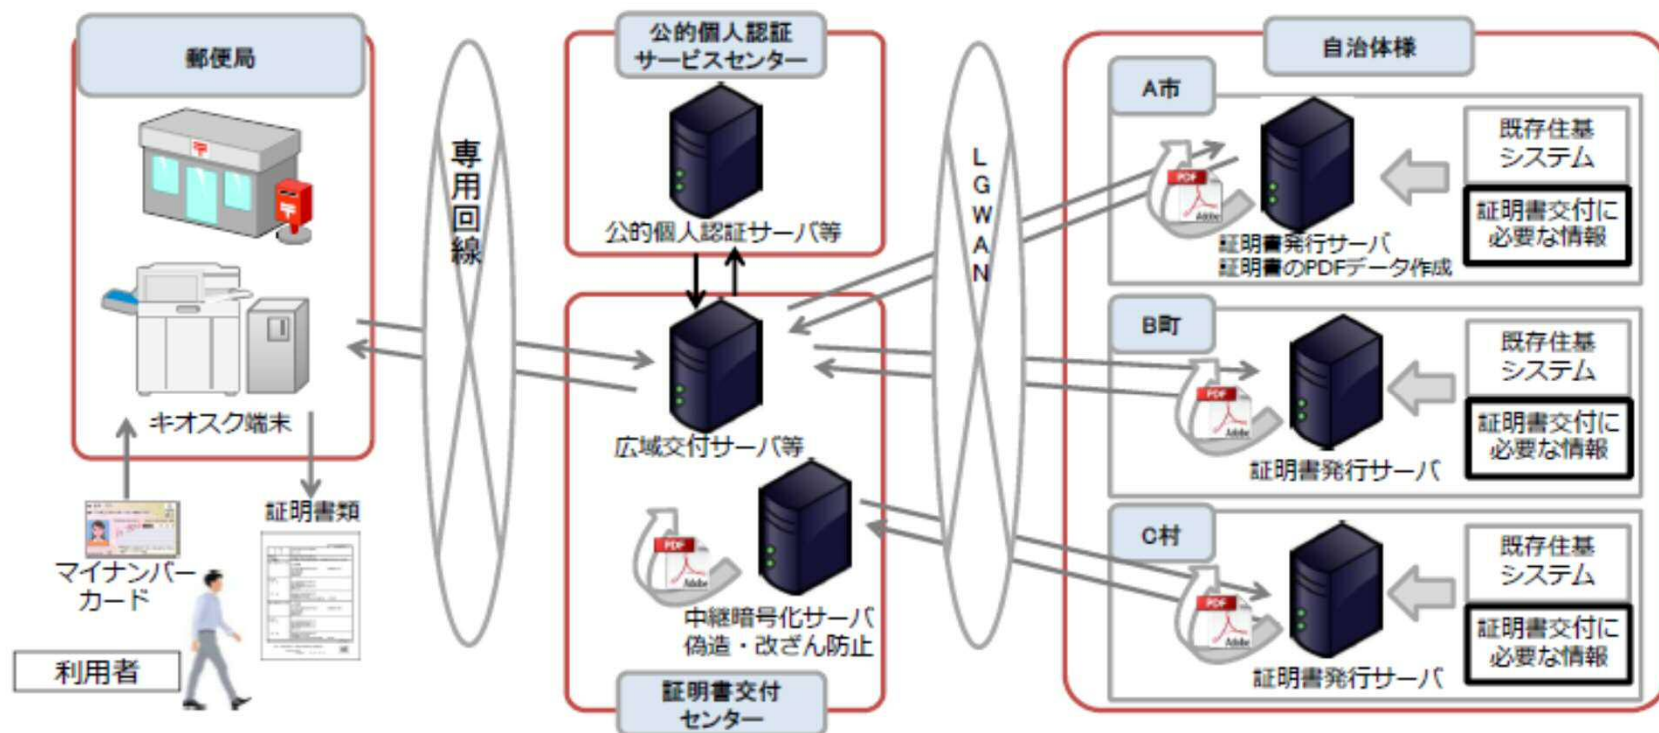 郵便局
キオスク端末
マイナンバー
カード
証明書類
利用者
専用回線
公的個人認証
サービスセンター
公的個人認証サーバ等
広域交付サーバ等
PDF
Adobe
中継暗号化サーバ
偽造・改ざん防止
証明書交付
センター
LGWAN
自治体様
A市
PDF
Adobe
証明書発行サーバ
証明書のPDFデータ作成
既存住基
システム
証明書交付に
必要な情報
B町
PDF
Adobe
証明書発行サーバ
既存住基
システム
証明書交付に
必要な情報
C村
PDF
Adobe
証明書発行サーバ
既存住基
システム
証明書交付に
必要な情報